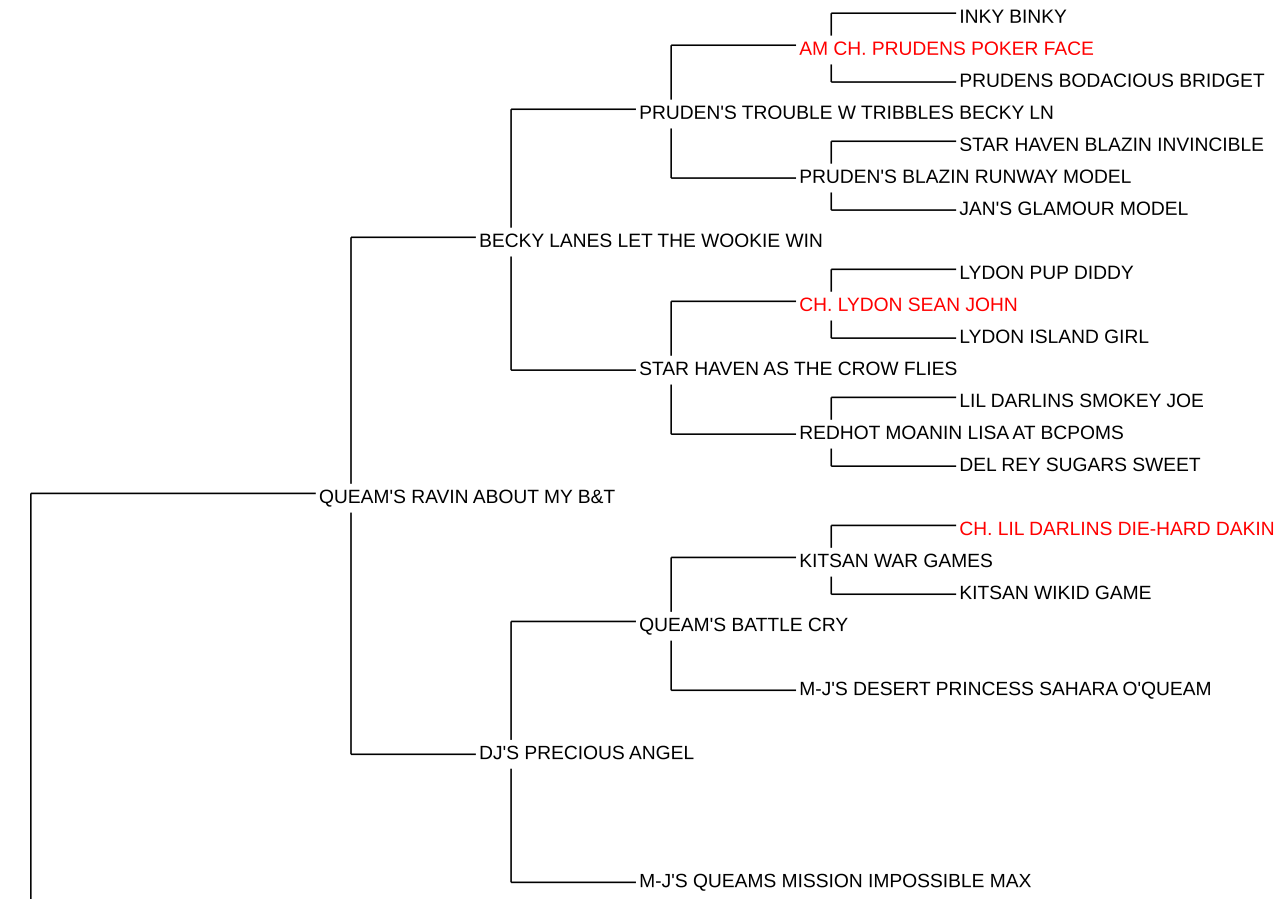 INKY BINKY
AM CH. PRUDENS POKER FACE
PRUDENS BODACIOUS BRIDGET
PRUDEN'S TROUBLE W TRIBBLES BECKY LN
STAR HAVEN BLAZIN INVINCIBLE
PRUDEN'S BLAZIN RUNWAY MODEL
JAN'S GLAMOUR MODEL
BECKY LANES LET THE WOOKIE WIN
LYDON PUP DIDDY
CH. LYDON SEAN JOHN
LYDON ISLAND GIRL
STAR HAVEN AS THE CROW FLIES
LIL DARLINS SMOKEY JOE
REDHOT MOANIN LISA AT BCPOMS
DEL REY SUGARS SWEET
QUEAM'S RAVIN ABOUT MY B&T
CH. LIL DARLINS DIE-HARD DAKIN
KITSAN WAR GAMES
KITSAN WIKID GAME
QUEAM'S BATTLE CRY
M-J'S DESERT PRINCESS SAHARA O'QUEAM
DJ'S PRECIOUS ANGEL
M-J'S QUEAMS MISSION IMPOSSIBLE MAX